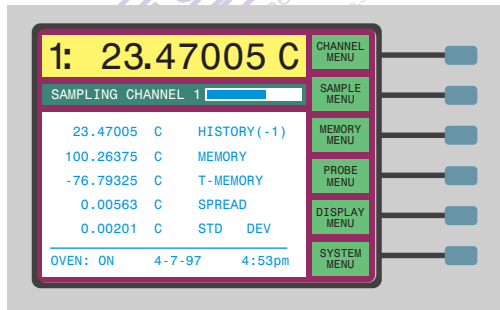 1: 23.47005 C
SAMPLING CHANNEL 1
23.47005 C HISTORY(-1)
100.26375 C MEMORY
-76.79325 C T-MEMORY
0.00563 C SPREAD
0.00201 C STD DEV
OVEN: ON 4-7-97 4:53pm
CHANNEL
MENU
SAMPLE
MENU
MEMORY
MENU
PROBE
MENU
DISPLAY
MENU
SYSTEM
MENU